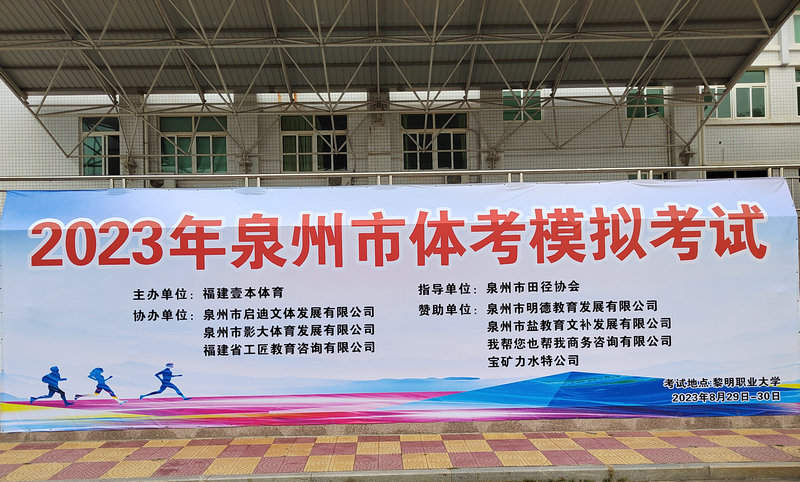 2023年泉州市体考模拟考试
主办单位：福建壹本体育
协办单位：泉州市启迪文体发展有限公司
泉州市影大体育发展有限公司
福建省工匠教育咨询有限公司
指导单位：泉州市田径协会
赞助单位：泉州市明德教育发展有限公司
泉州市盐教育文补发展有限公司
我帮您也帮我商务咨询有限公司
宝矿力水特公司
考试地点:黎明职业大学
2023年8月29日-30日